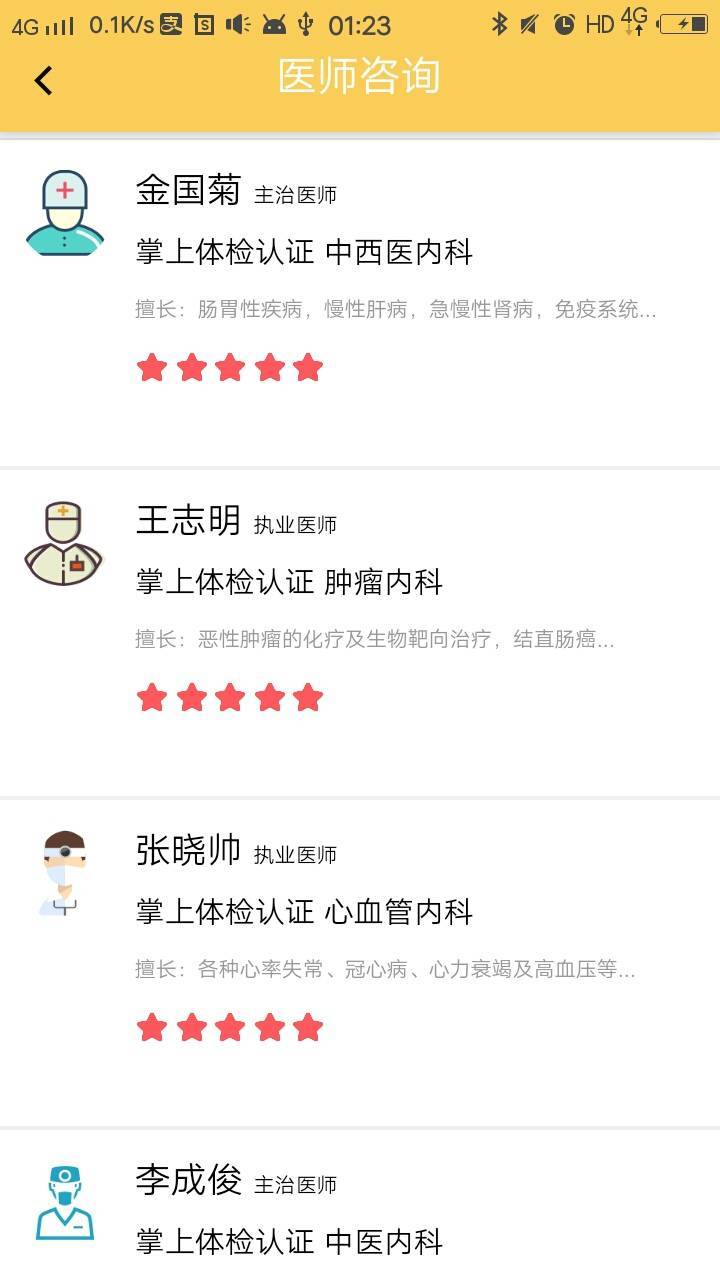 4G 0.1K/s 支 S 01:23 HD 4G
医师咨询
金国菊 主治医师
掌上体检认证 中西医内科
擅长：肠胃性疾病，慢性肝病，急慢性肾病，免疫系统...
王志明 执业医师
掌上体检认证 肿瘤内科
擅长：恶性肿瘤的化疗及生物靶向治疗，结直肠癌...
张晓帅 执业医师
掌上体检认证 心血管内科
擅长：各种心率失常、冠心病、心力衰竭及高血压等...
李成俊 主治医师
掌上体检认证 中医内科